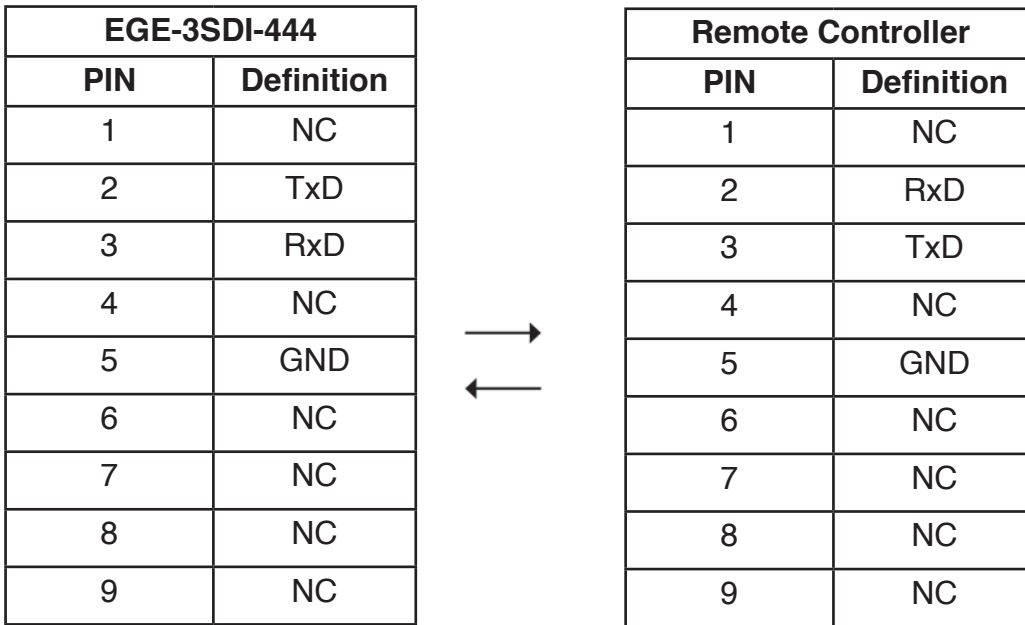 EGE-3SDI-444
PIN Definition
1 NC
2 TxD
3 RxD
4 NC
5 GND
6 NC
7 NC
8 NC
9 NC
Remote Controller
PIN Definition
1 NC
2 RxD
3 TxD
4 NC
5 GND
6 NC
7 NC
8 NC
9 NC